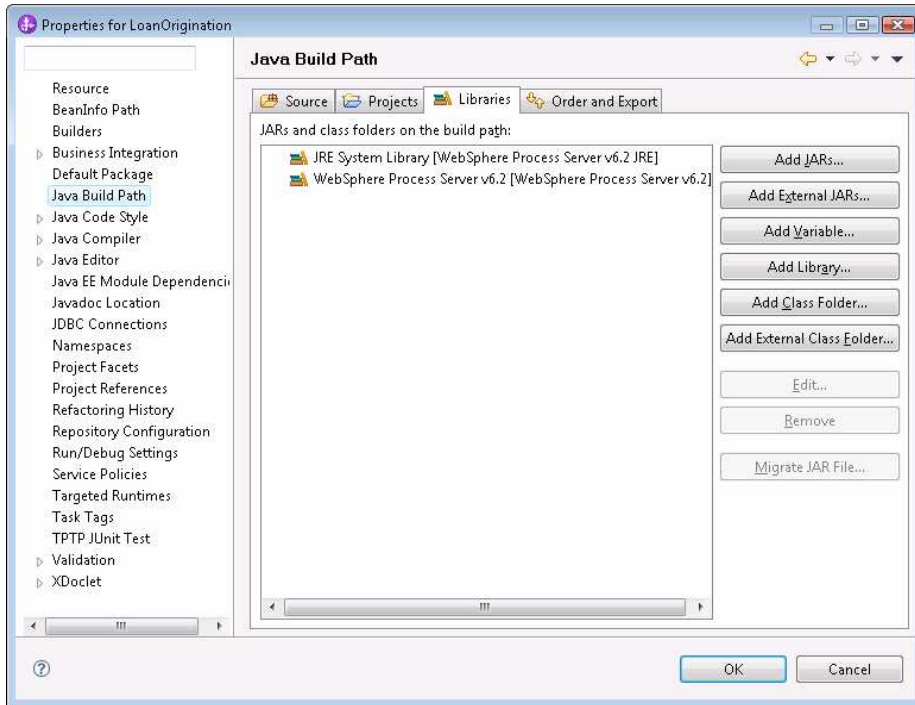 Properties for LoanOrigination
Java Build Path
Resource
BeanInfo Path
Builders
Business Integration
Default Package
Java Build Path
Java Code Style
Java Compiler
Java Editor
Java EE Module Dependenci
Javadoc Location
JDBC Connections
Namespaces
Project Facets
Project References
Refactoring History
Repository Configuration
Run/Debug Settings
Service Policies
Targeted Runtimes
Task Tags
TPTP JUnit Test
Validation
XDoclet
Source Projects Libraries Order and Export
JARs and class folders on the build path:
JRE System Library [WebSphere Process Server v6.2 JRE]
WebSphere Process Server v6.2 [WebSphere Process Server v6.2]
Add JARs...
Add External JARs...
Add Variable...
Add Library...
Add Class Folder...
Add External Class Folder...
Edit...
Remove
Migrate JAR File...
?
OK Cancel